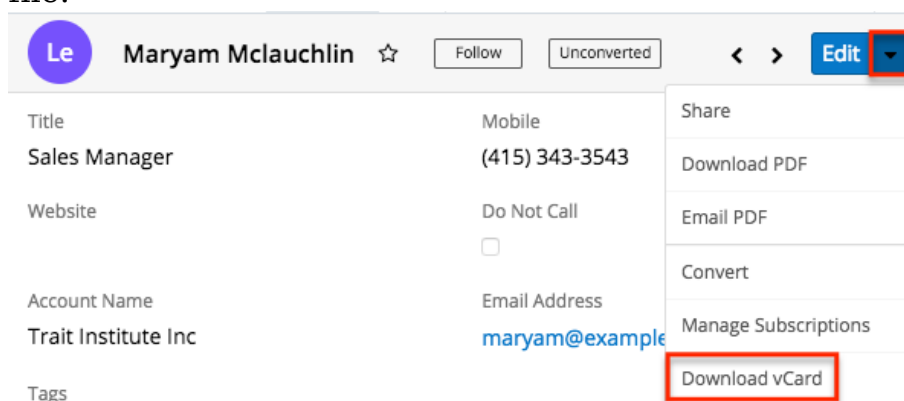 Le Maryam Mclauchlin Follow Unconverted Edit
Title Mobile Share
Sales Manager (415) 343-3543 Download PDF
Website Do Not Call Email PDF
Convert
Account Name Email Address
Trait Institute Inc maryam@example Manage Subscriptions
Tags Download vCard